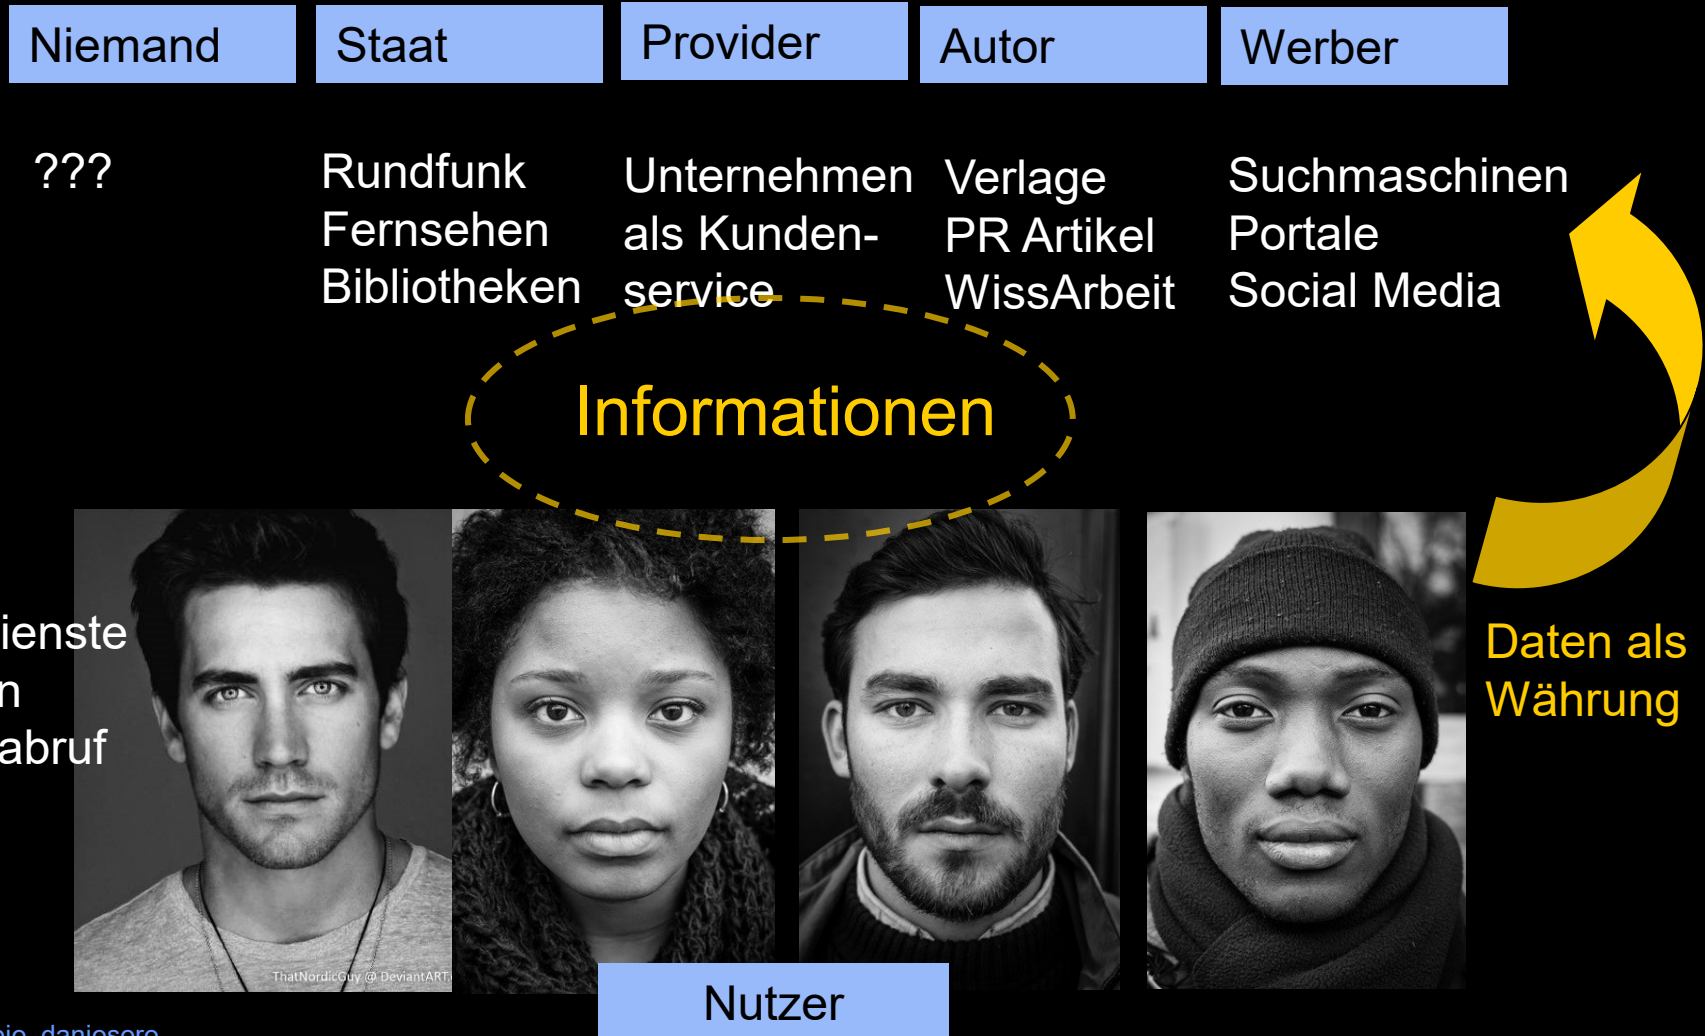 Niemand
Staat
Provider
Autor
Werber
???
Rundfunk
Fernsehen
Bibliotheken
Unternehmen
als Kunden-
service
Verlage
PR Artikel
WissArbeit
Suchmaschinen
Portale
Social Media
Informationen
ienste
n
abruf
Daten als
Währung
ThatNordicGuy @ DeviantART.
Nutzer